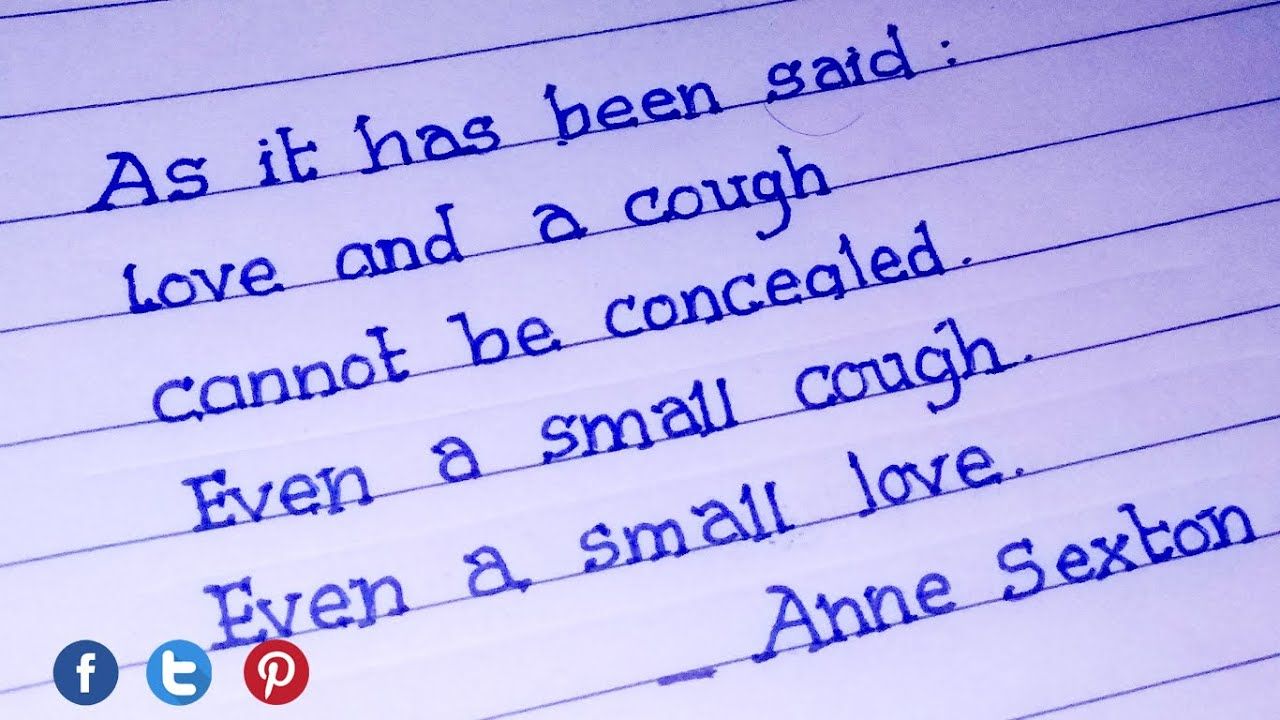 As it has been said :
love and a cough
cannot be concealed.
Even a small cough.
Even a small love.
_ Anne Sexton